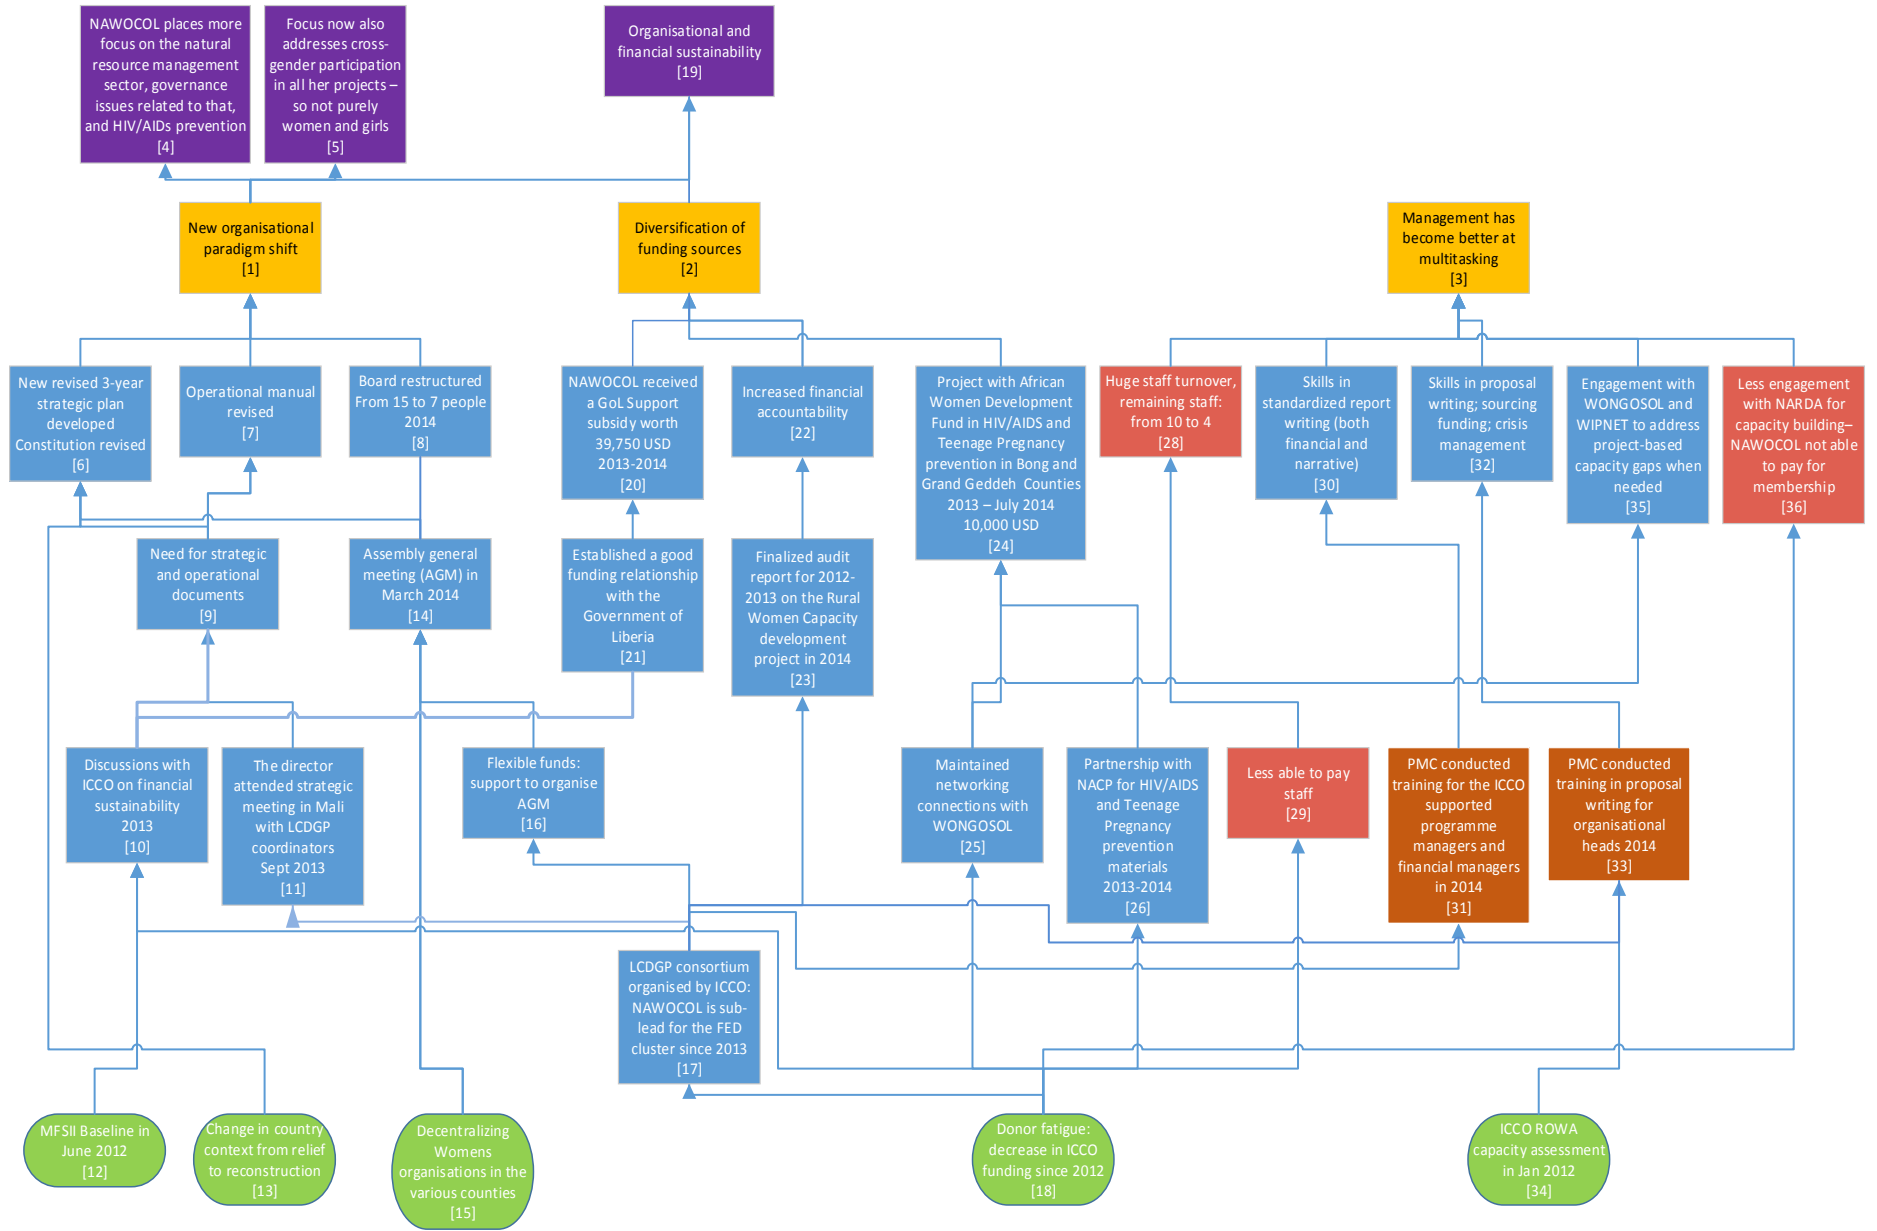 NAWOCOL places more
focus on the natural
resource management
sector, governance
issues related to that,
and HIV/AIDs prevention
[4]
Focus now also
addresses cross-
gender participation
in all her projects –
so not purely
women and girls
[5]
Organisational and
financial sustainability
[19]
New organisational
paradigm shift
[1]
Diversification of
funding sources
[2]
Management has
become better at
multitasking
[3]
New revised 3-year
strategic plan
developed
Constitution revised
[6]
Operational manual
revised
[7]
Board restructured
From 15 to 7 people
2014
[8]
NAWOCOL received
a GoL Support
subsidy worth
39,750 USD
2013-2014
[20]
Increased financial
accountability
[22]
Project with African
Women Development
Fund in HIV/AIDS and
Teenage Pregnancy
prevention in Bong and
Grand Geddeh Counties
2013 – July 2014
10,000 USD
[24]
Huge staff turnover,
remaining staff:
from 10 to 4
[28]
Skills in
standardized report
writing (both
financial and
narrative)
[30]
Skills in proposal
writing; sourcing
funding; crisis
management
[32]
Engagement with
WONGOSOL and
WIPNET to address
project-based
capacity gaps when
needed
[35]
Less engagement
with NARDA for
capacity building–
NAWOCOL not able
to pay for
membership
[36]
Need for strategic
and operational
documents
[9]
Assembly general
meeting (AGM) in
March 2014
[14]
Established a good
funding relationship
with the
Government of
Liberia
[21]
Finalized audit
report for 2012-
2013 on the Rural
Women Capacity
development
project in 2014
[23]
Discussions with
ICCO on financial
sustainability
2013
[10]
The director
attended strategic
meeting in Mali
with LCDGP
coordinators
Sept 2013
[11]
Flexible funds:
support to organise
AGM
[16]
Maintained
networking
connections with
WONGOSOL
[25]
Partnership with
NACP for HIV/AIDS
and Teenage
Pregnancy
prevention
materials
2013-2014
[26]
Less able to pay
staff
[29]
PMC conducted
training for the ICCO
supported
programme
managers and
financial managers
in 2014
[31]
PMC conducted
training in proposal
writing for
organisational
heads 2014
[33]
LCDGP consortium
organised by ICCO:
NAWOCOL is sub-
lead for the FED
cluster since 2013
[17]
MFSII Baseline in
June 2012
[12]
Change in country
context from relief
to reconstruction
[13]
Decentralizing
Womens
organisations in the
various counties
[15]
Donor fatigue:
decrease in ICCO
funding since 2012
[18]
ICCO ROWA
capacity assessment
in Jan 2012
[34]